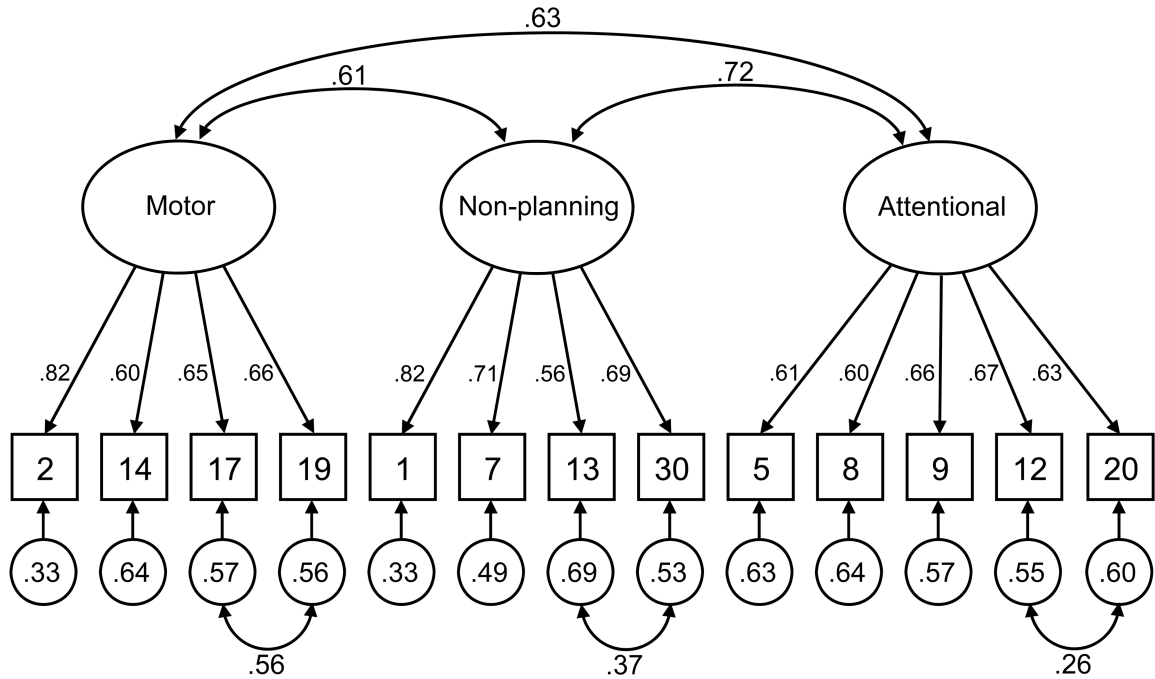 .63
.61
.72
Motor
Non-planning
Attentional
.82 .60 .65 .66 .82 .71 .56 .69 .61 .60 .66 .67 .63
2 14 17 19 1 7 13 30 5 8 9 12 20
.33 .64 .57 .56 .33 .49 .69 .53 .63 .64 .57 .55 .60
.56 .37 .26